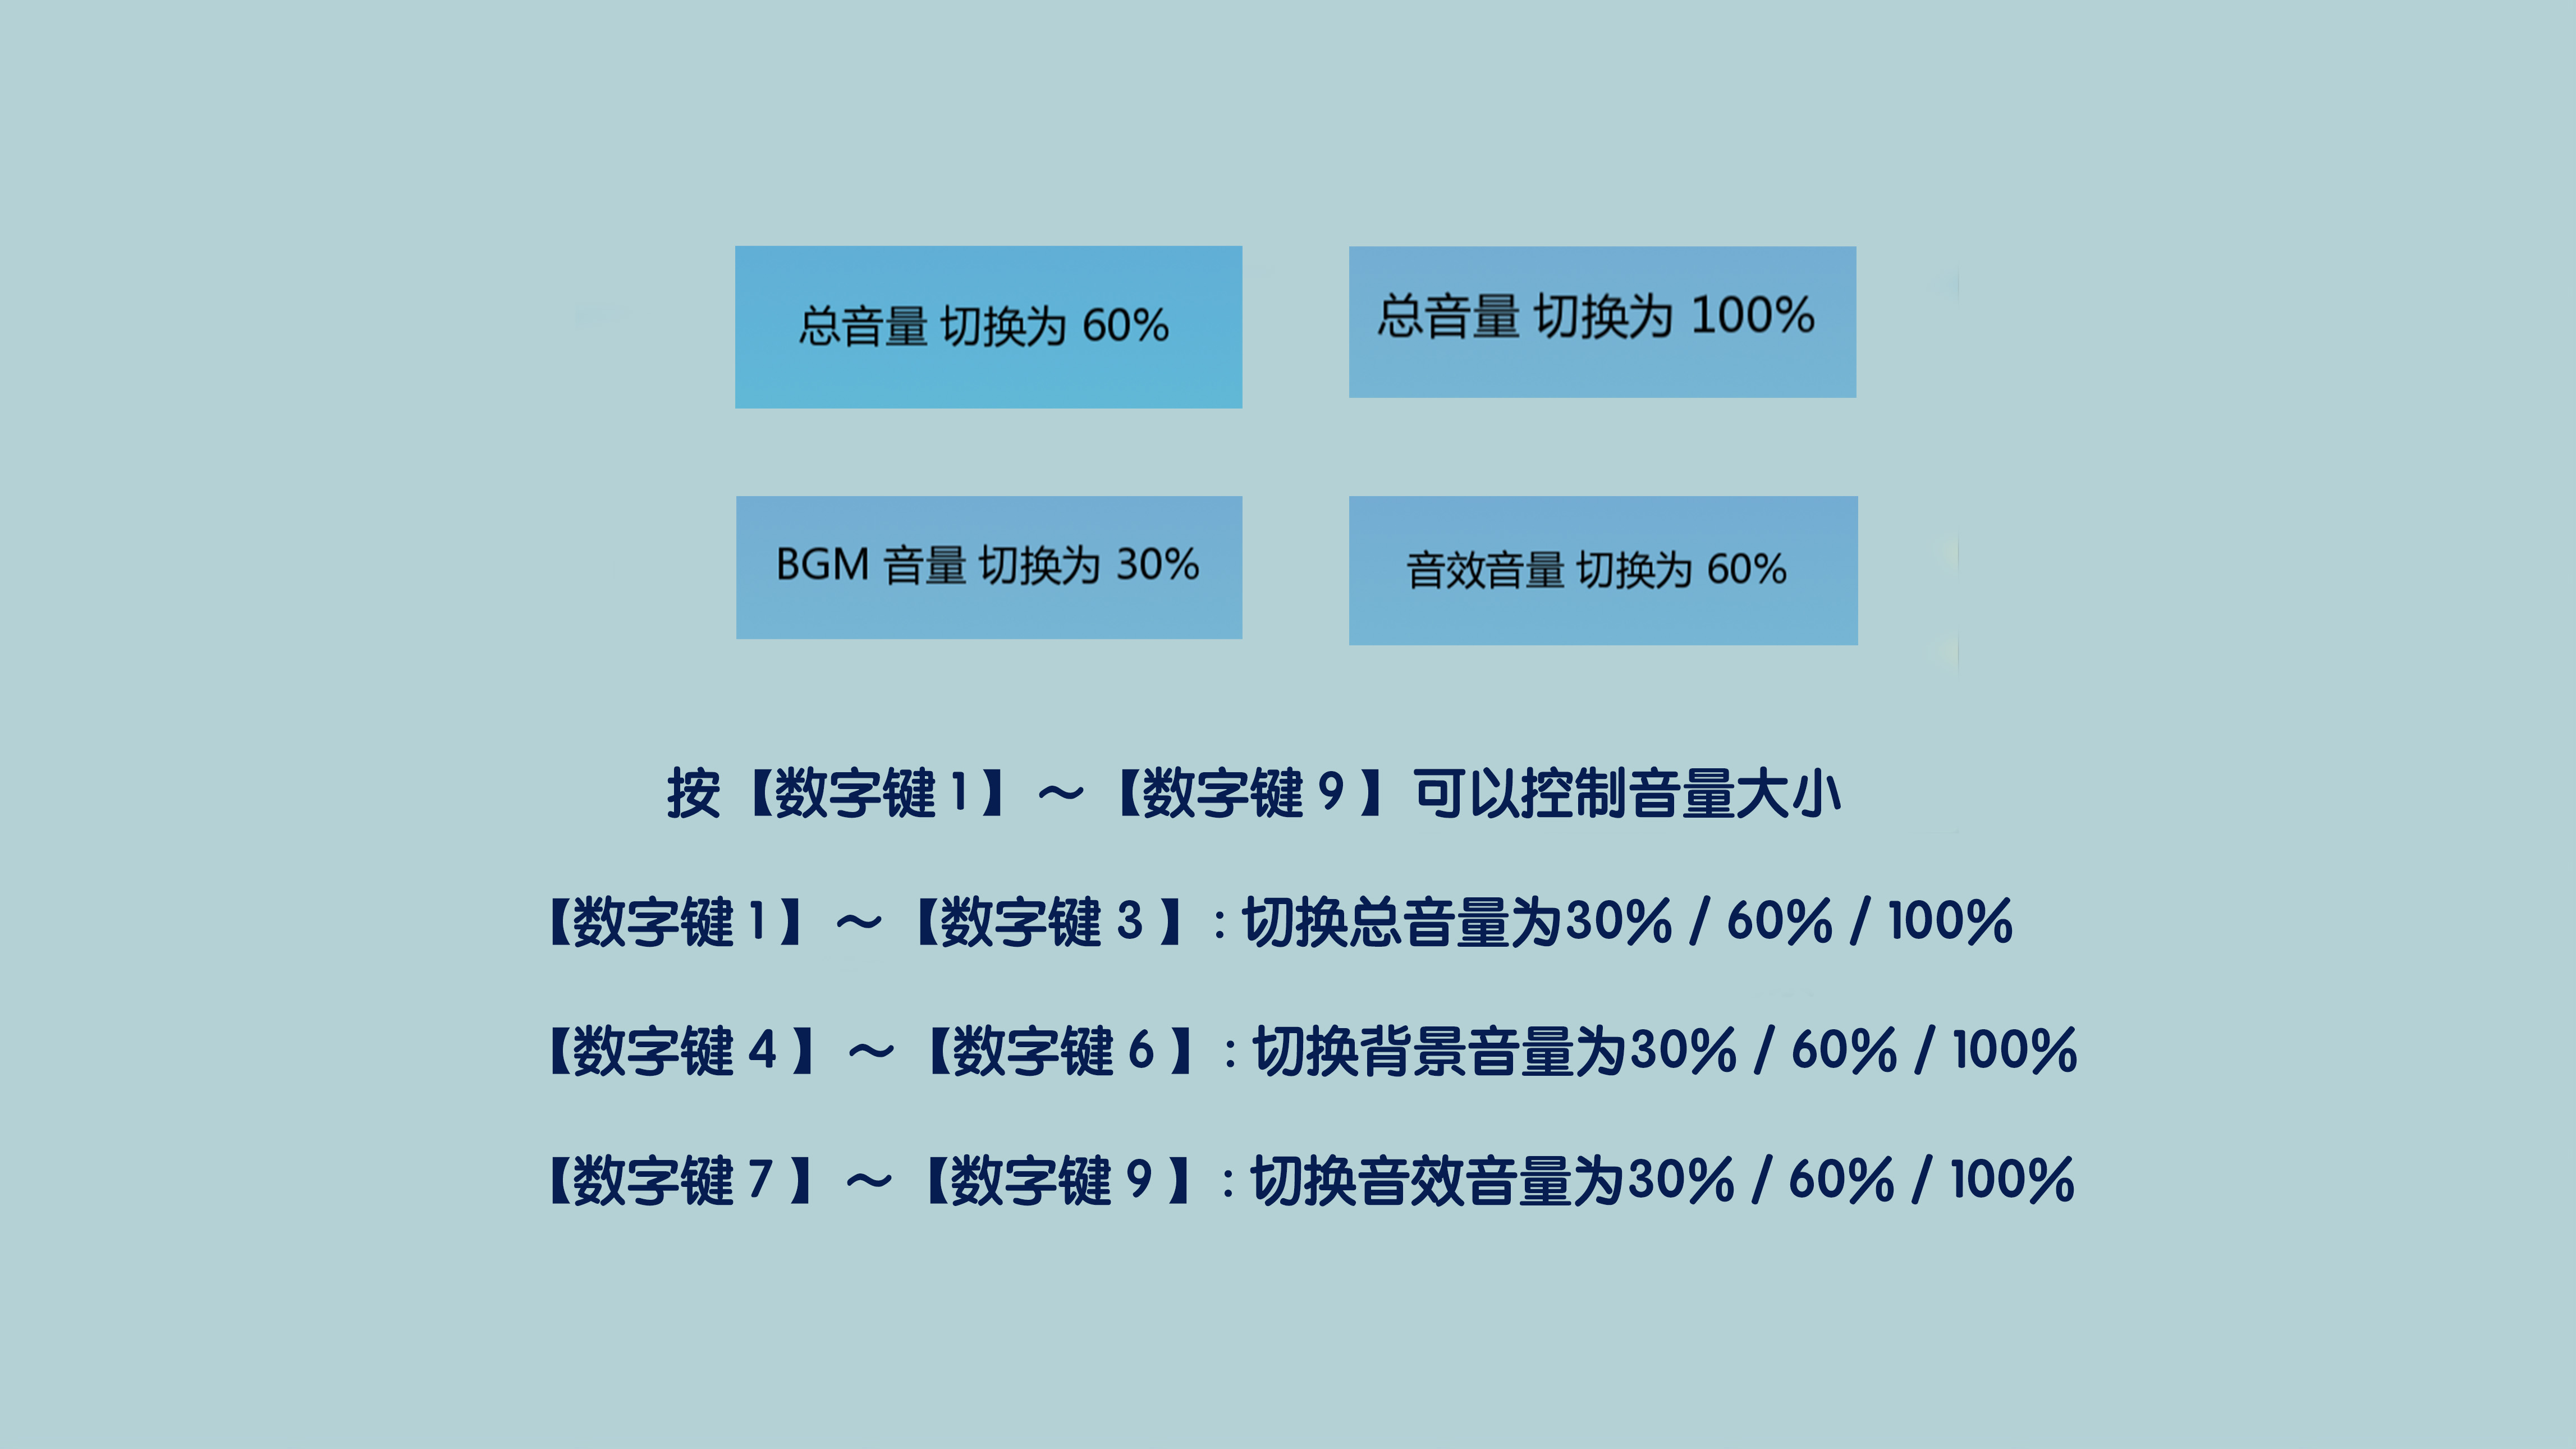 总音量 切换为 60%
总音量 切换为 100%
BGM 音量 切换为 30%
音效音量 切换为 60%
按【数字键1】～【数字键 9】可以控制音量大小
【数字键1】～【数字键 3 】: 切换总音量为30% / 60% / 100%
【数字键 4 】～【数字键 6 】: 切换背景音量为30% / 60% / 100%
【数字键 7 】～【数字键 9 】: 切换音效音量为30% / 60% / 100%